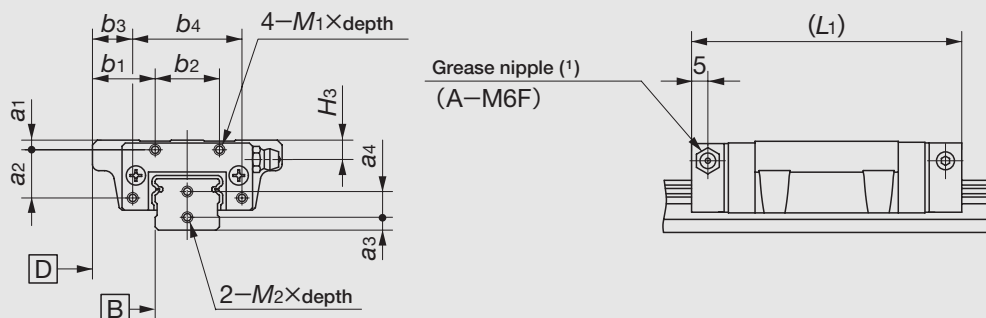 b3
b4
4−M1×depth
b1
b2
a1
a2
H3
a4
a3
D
B
2−M2×depth
(L1)
5
Grease nipple (1)
(A−M6F)